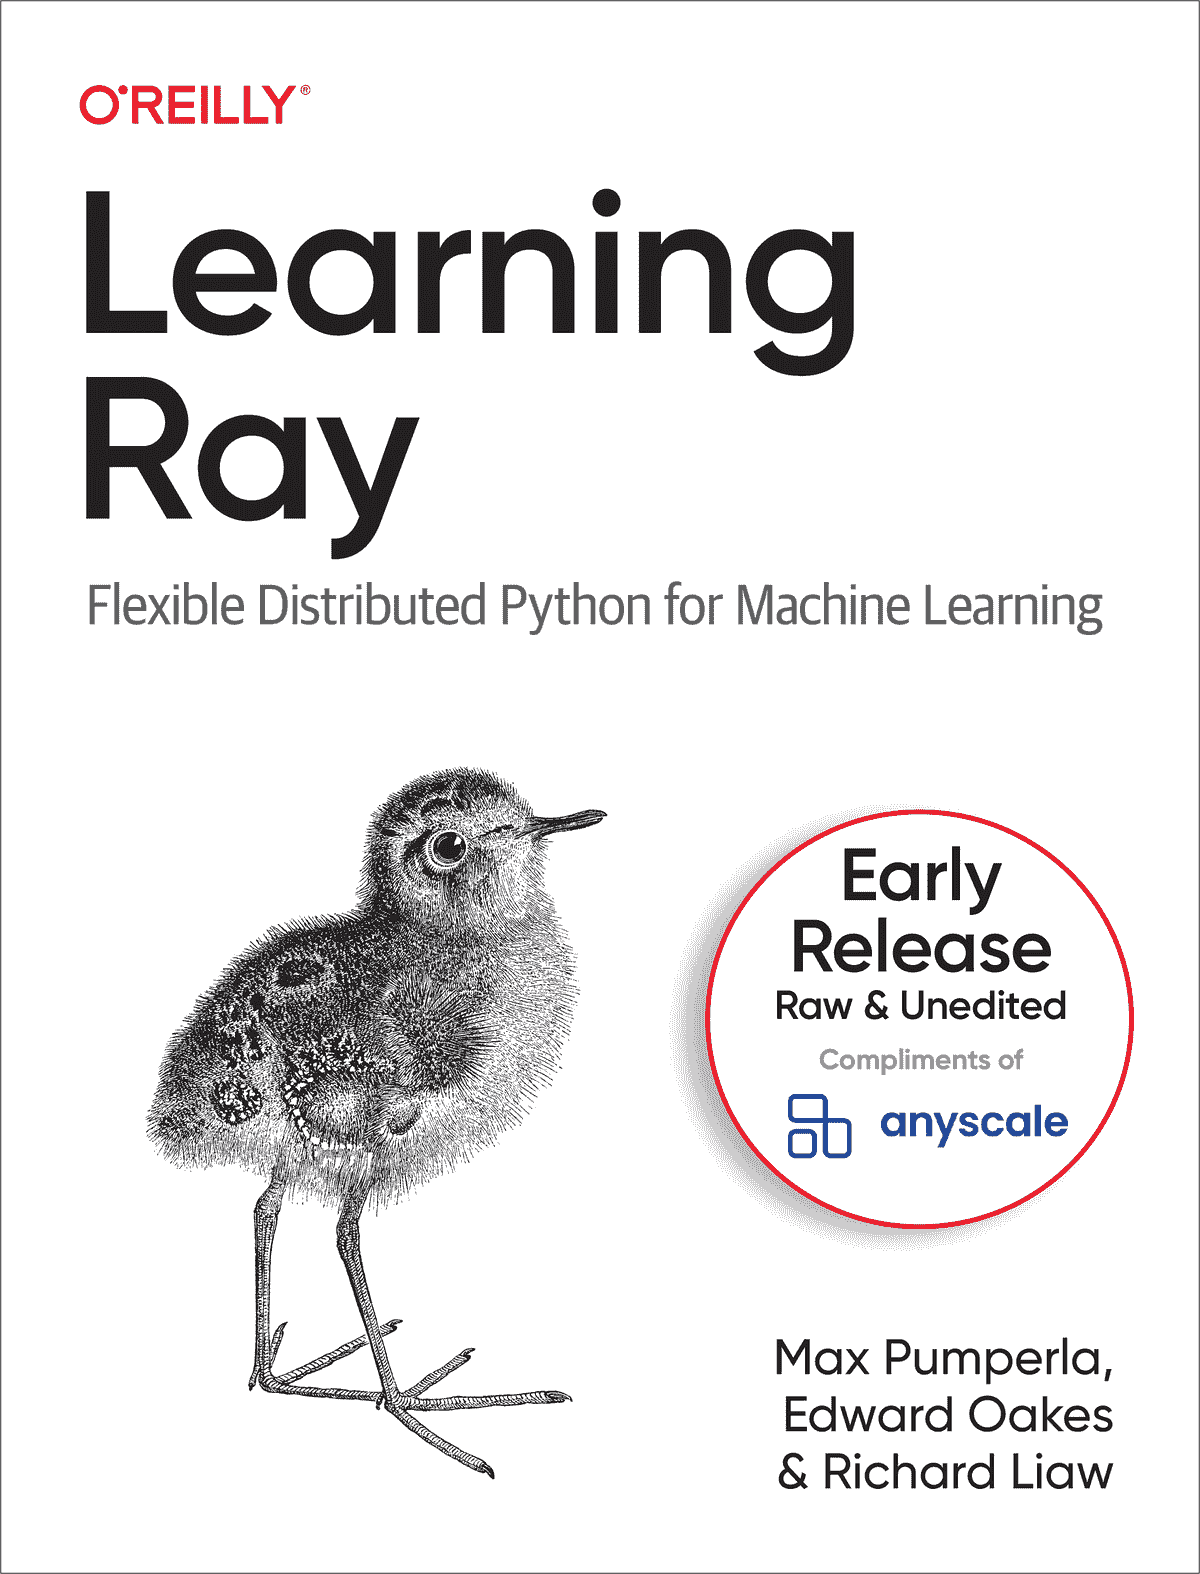 O'REILLY®
Learning
Ray
Flexible Distributed Python for Machine Learning
Early
Release
Raw & Unedited
Compliments of
anyscale
Max Pumperla,
Edward Oakes
& Richard Liaw